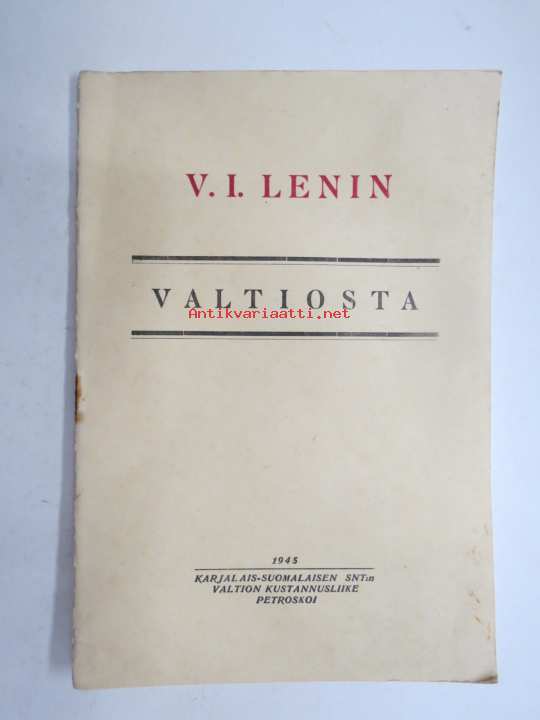 V. I. LENIN
VALTIOSTA
Antikvariaatti.net
1945
KARJALAIS-SUOMALAISEN SNT:n
VALTION KUSTANNUSLIIKE
PETROSKOI